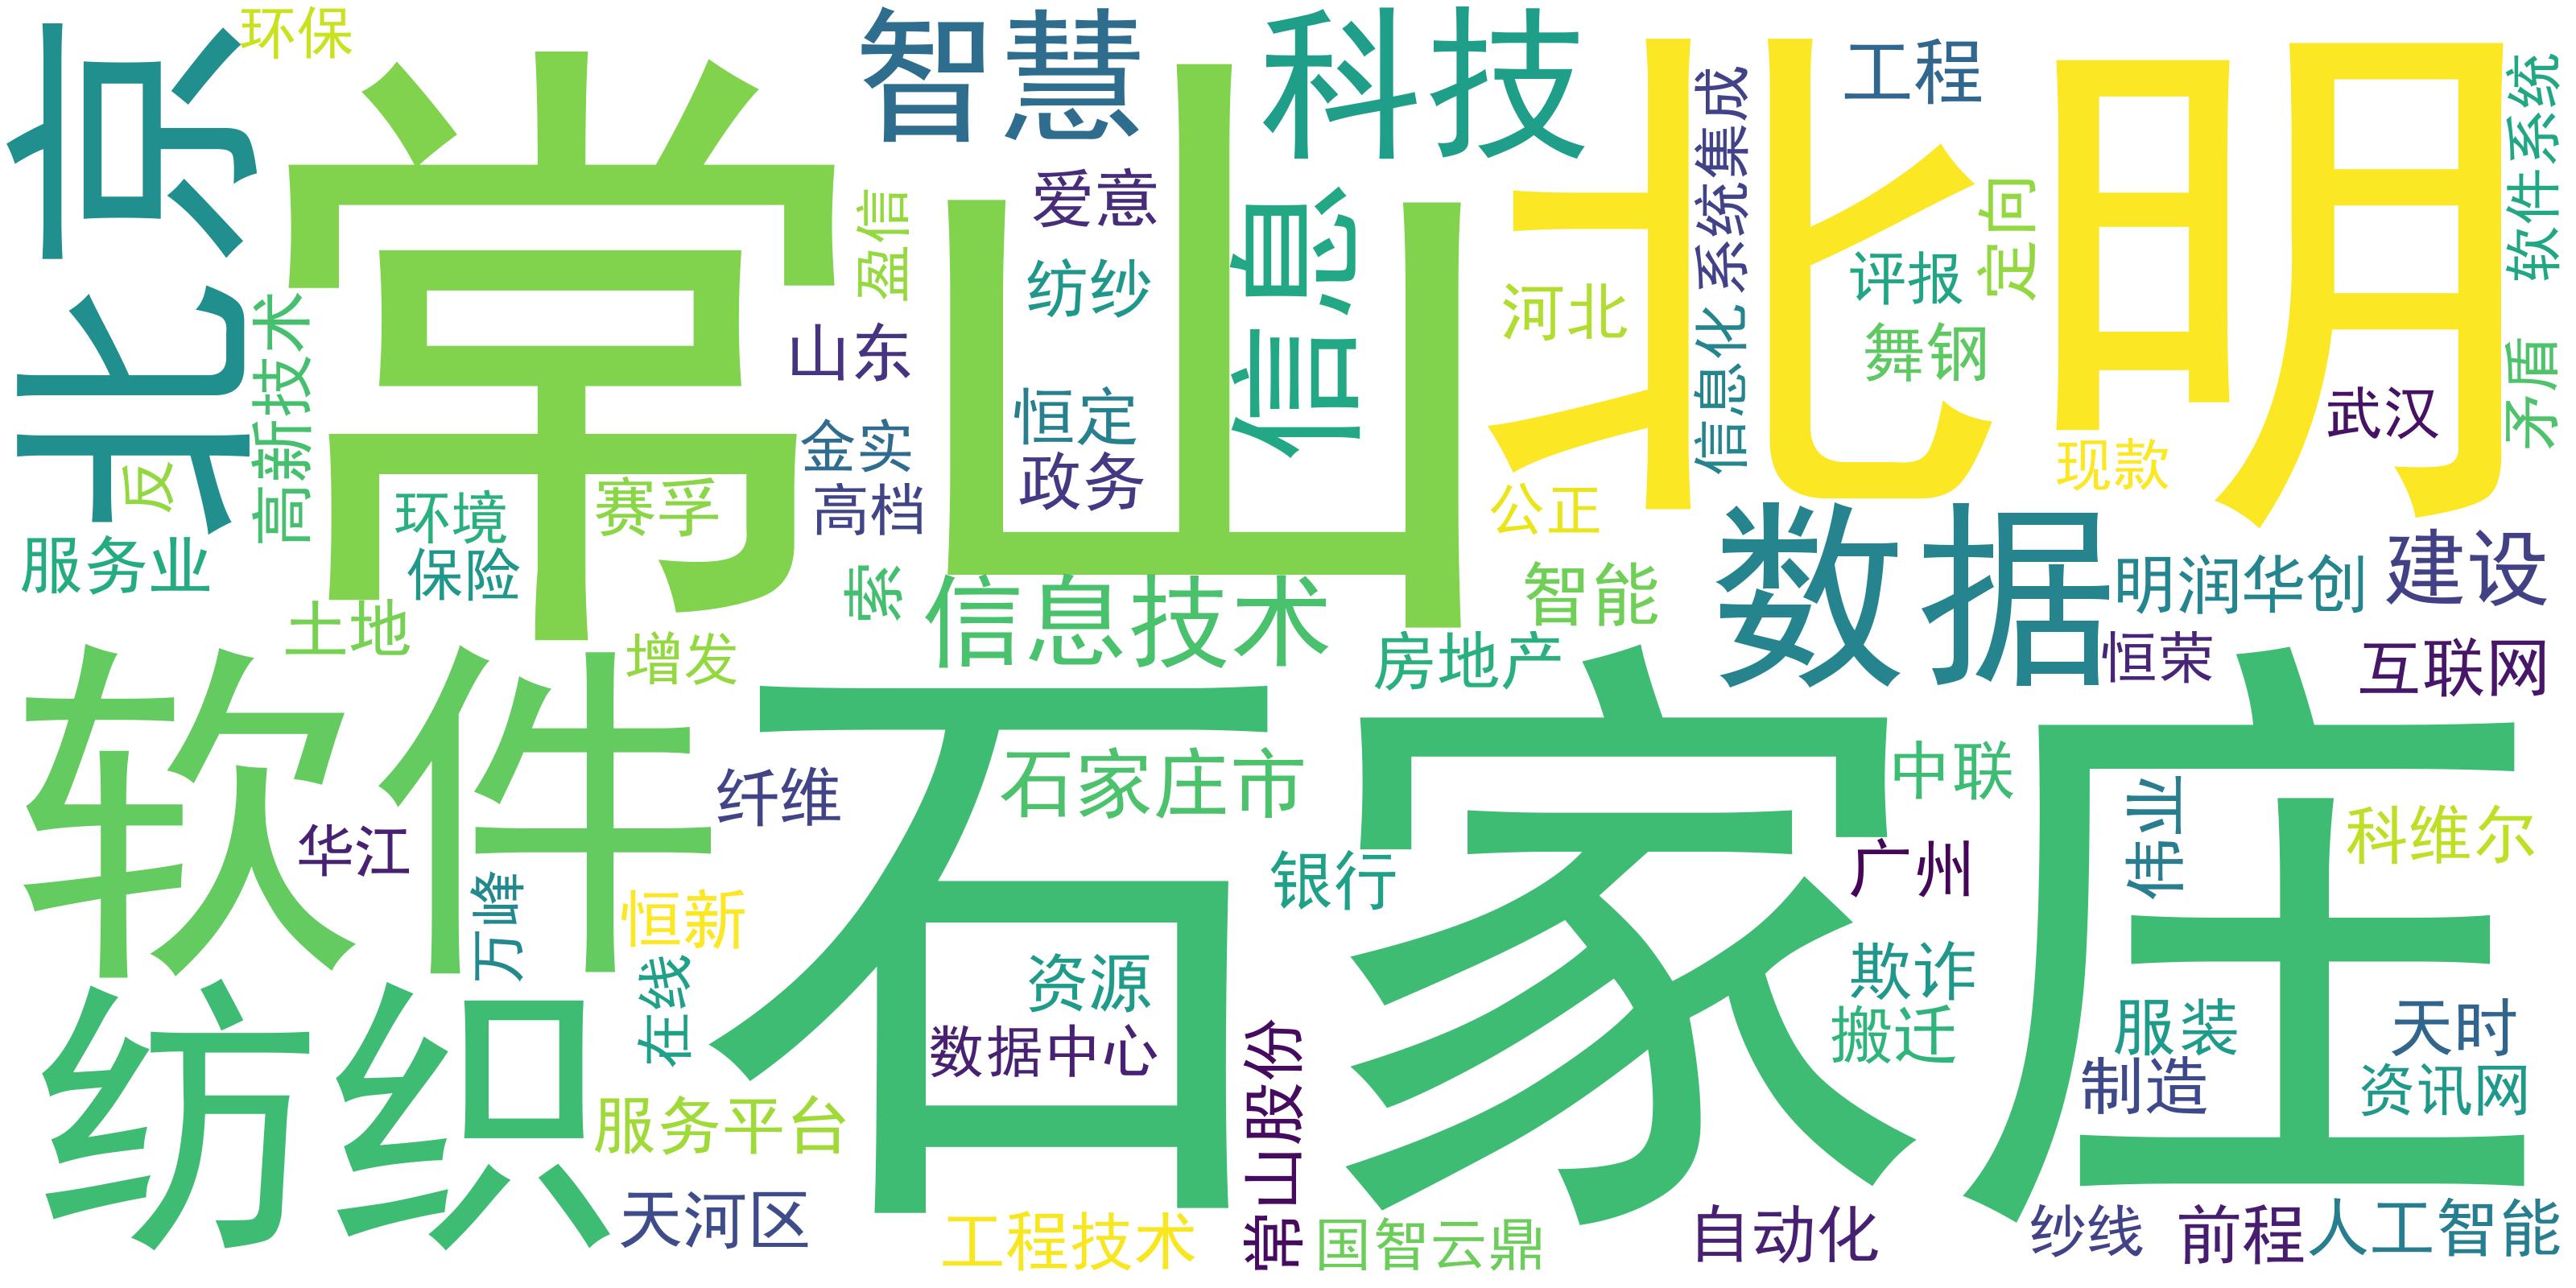 环保
智慧
科技
工程
北京
常山
北明
信息
爱意
盈信
纺纱
山东
恒定
政务
金实
高档
索
高新技术
反
服务业
环境
保险
赛孚
土地
增发
信息技术
河北
公正
信息化
系统集成
评报
定向
舞钢
软件系统
矛盾
武汉
现款
数据
智能
房地产
明润华创
建设
恒荣
互联网
软件
石家庄
纤维
石家庄市
中联
华江
万峰
恒新
银行
广州
伟业
科维尔
纺织
在线
资源
数据中心
欺诈
搬迁
服装
天时
制造
资讯网
服务平台
常山股份
天河区
工程技术
国智云鼎
自动化
纱线
前程
人工智能